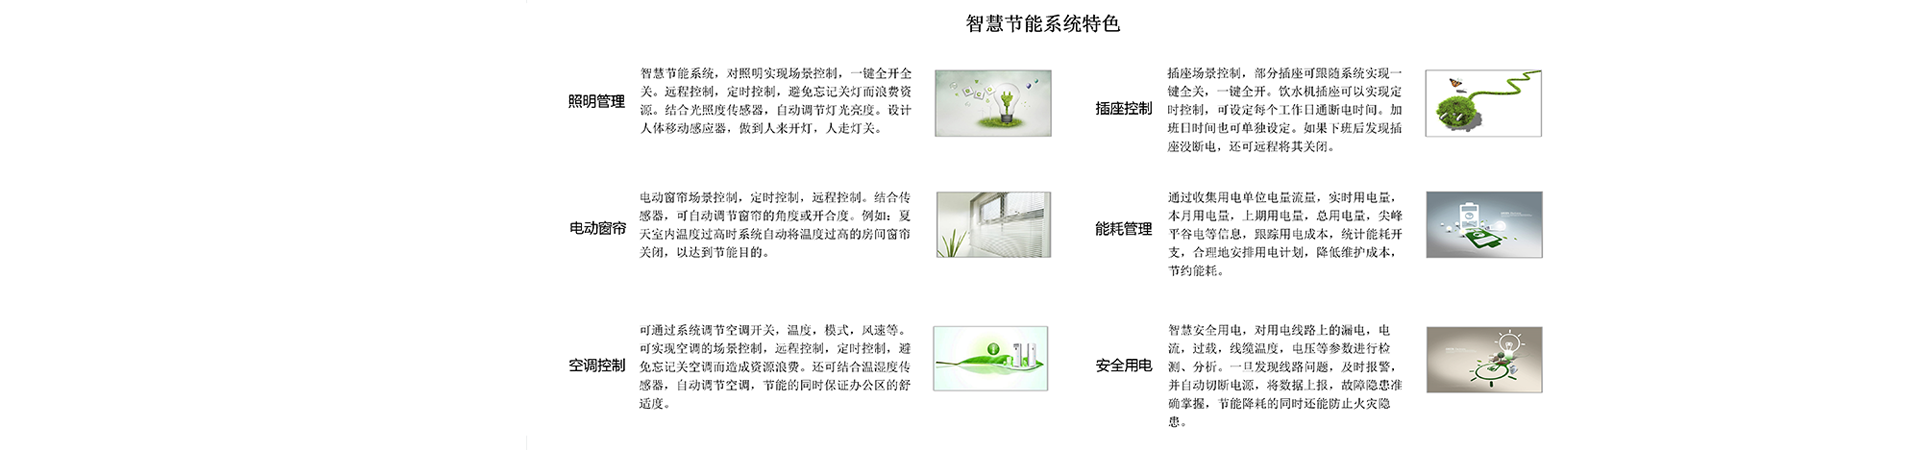 智慧节能系统特色
照明管理
智慧节能系统，对照明实现场景控制，一键全开全
关。远程控制，定时控制，避免忘记关灯而浪费资
源。结合光照度传感器，自动调节灯光亮度。设计
人体移动感应器，做到人来开灯，人走灯关。
插座控制
插座场景控制，部分插座可跟随系统实现一
键全关，一键全开。饮水机插座可以实现定
时控制，可设定每个工作日通断电时间。加
班日时间也可单独设定。如果下班后发现插
座没断电，还可远程将其关闭。
电动窗帘
电动窗帘场景控制，定时控制，远程控制。结合传
感器，可自动调节窗帘的角度或开合度。例如：夏
天室内温度过高时系统自动将温度过高的房间窗帘
关闭，以达到节能目的。
能耗管理
通过收集用电单位电量流量，实时用电量，
本月用电量，上期用电量，总用电量，尖峰
平谷电等信息，跟踪用电成本，统计能耗开
支，合理地安排用电计划，降低维护成本，
节约能耗。
空调控制
可通过系统调节空调开关，温度，模式，风速等。
可实现空调的场景控制，远程控制，定时控制，避
免忘记关空调而造成资源浪费。还可结合温湿度传
感器，自动调节空调，节能的同时保证办公区的舒
适度。
安全用电
智慧安全用电，对用电线路上的漏电，电
流，过载，线缆温度，电压等参数进行检
测、分析。一旦发现线路问题，及时报警，
并自动切断电源，将数据上报，故障隐患准
确掌握，节能降耗的同时还能防止火灾隐
患。